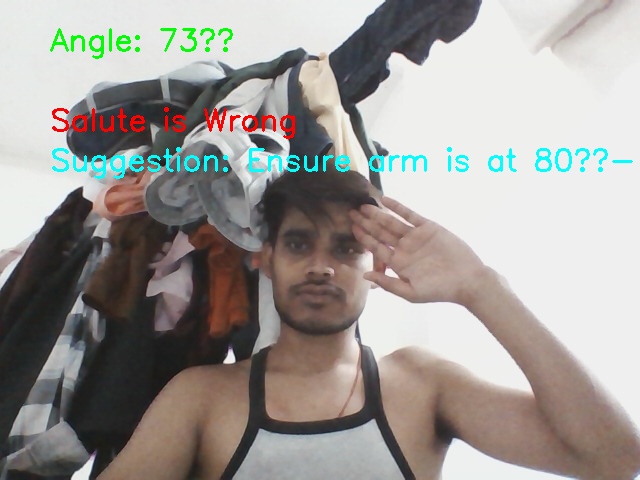 Angle: 73??
Salute is Wrong
Suggestion: Ensure arm is at 80??-